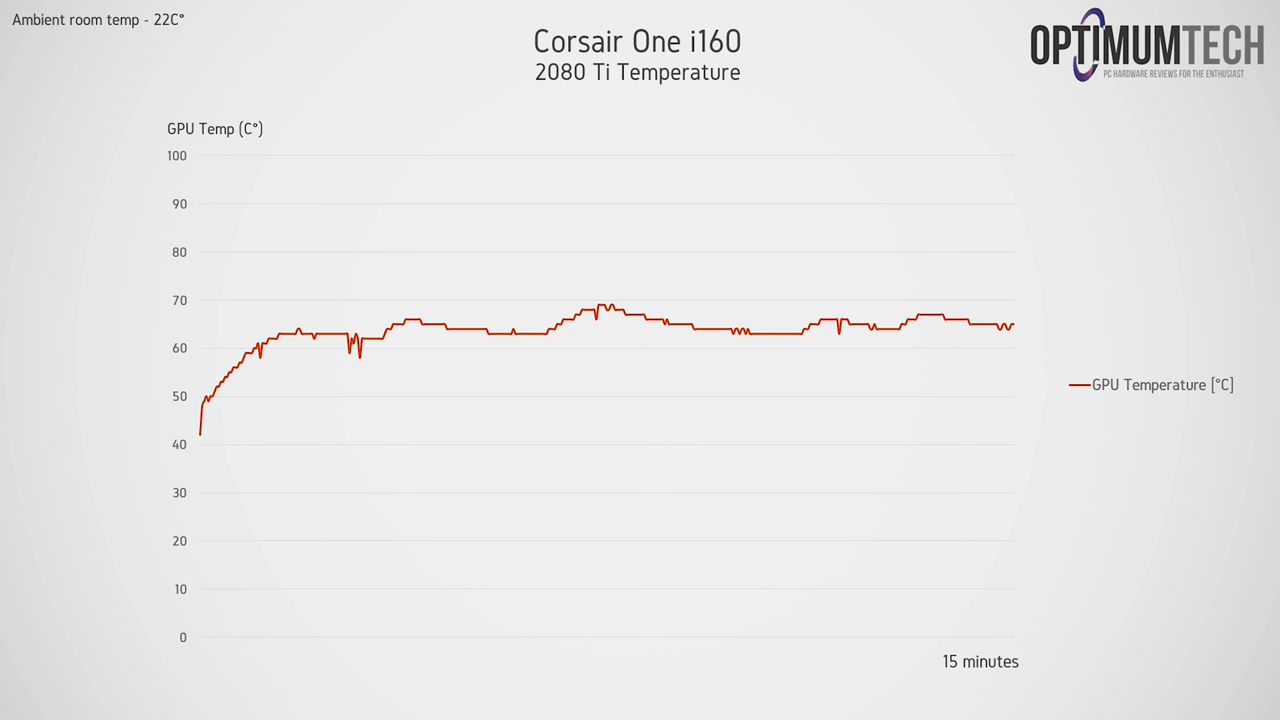 Ambient room temp - 22C°
Corsair One i160
2080 Ti Temperature
OPTIMUMTECH
PC HARDWARE REVIEWS FOR THE ENTHUSIAST
GPU Temp (C°)
100
90
80
70
60
50
40
30
20
10
0
GPU Temperature [°C]
15 minutes